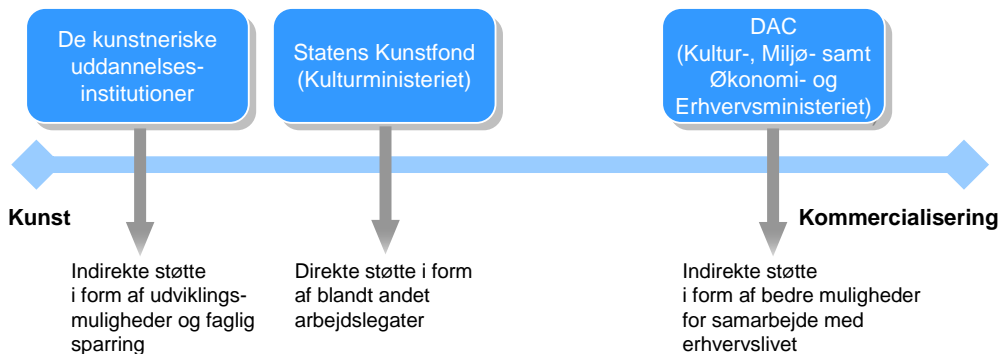 De kunstneriske
uddannelses-
institutioner
Statens Kunstfond
(Kulturministeriet)
DAC
(Kultur-, Miljø- samt
Økonomi- og
Erhvervsministeriet)
Kunst
Kommercialisering
Indirekte støtte
i form af udviklings-
muligheder og faglig
sparring
Direkte støtte i form
af blandt andet
arbejdslegater
Indirekte støtte
i form af bedre muligheder
for samarbejde med
erhvervslivet